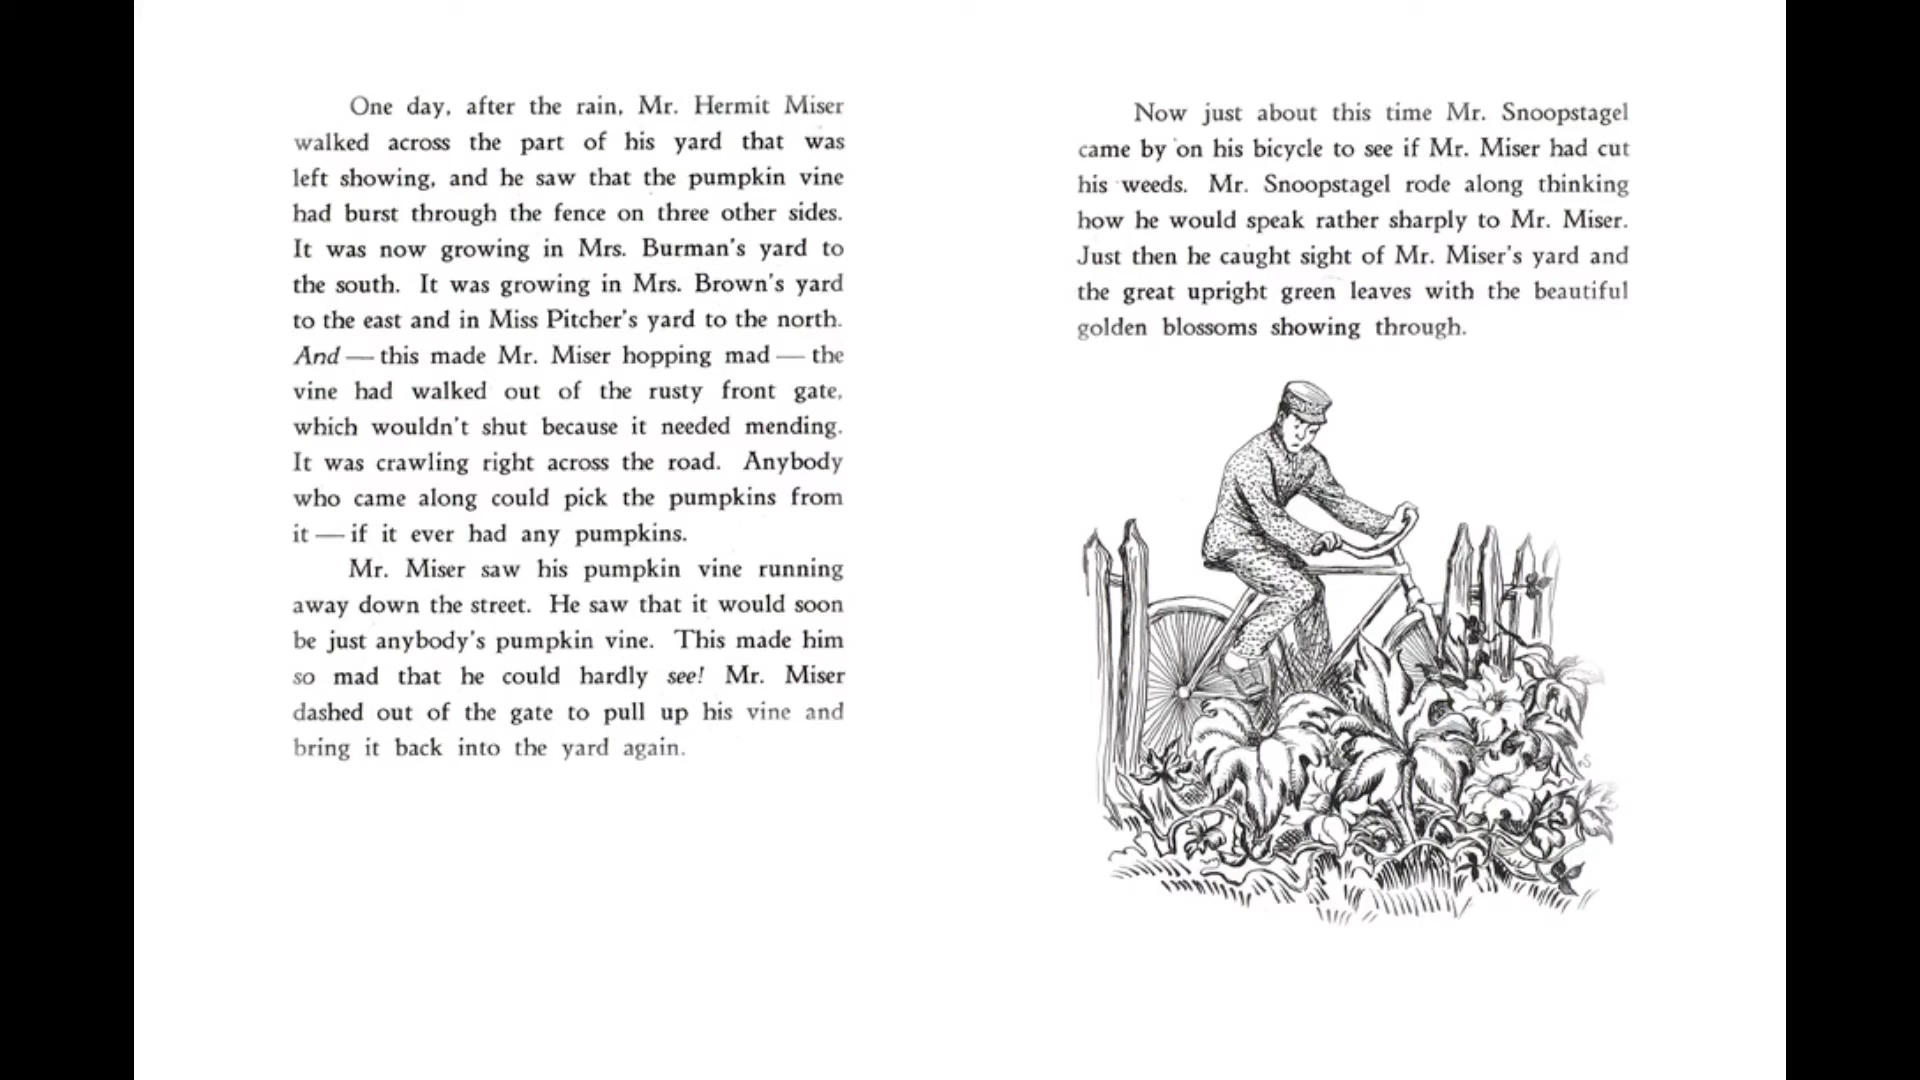 One day, after the rain, Mr. Hermit Miser
walked across the part of his yard that was
left showing, and he saw that the pumpkin vine
had burst through the fence on three other sides.
It was now growing in Mrs. Burman's yard to
the south. It was growing in Mrs. Brown's yard
to the east and in Miss Pitcher's yard to the north.
And — this made Mr. Miser hopping mad — the
vine had walked out of the rusty front gate,
which wouldn't shut because it needed mending.
It was crawling right across the road. Anybody
who came along could pick the pumpkins from
it — if it ever had any pumpkins.
Mr. Miser saw his pumpkin vine running
away down the street. He saw that it would soon
be just anybody's pumpkin vine. This made him
so mad that he could hardly see! Mr. Miser
dashed out of the gate to pull up his vine and
bring it back into the yard again.
Now just about this time Mr. Snoopstagel
came by on his bicycle to see if Mr. Miser had cut
his weeds. Mr. Snoopstagel rode along thinking
how he would speak rather sharply to Mr. Miser.
Just then he caught sight of Mr. Miser's yard and
the great upright green leaves with the beautiful
golden blossoms showing through.